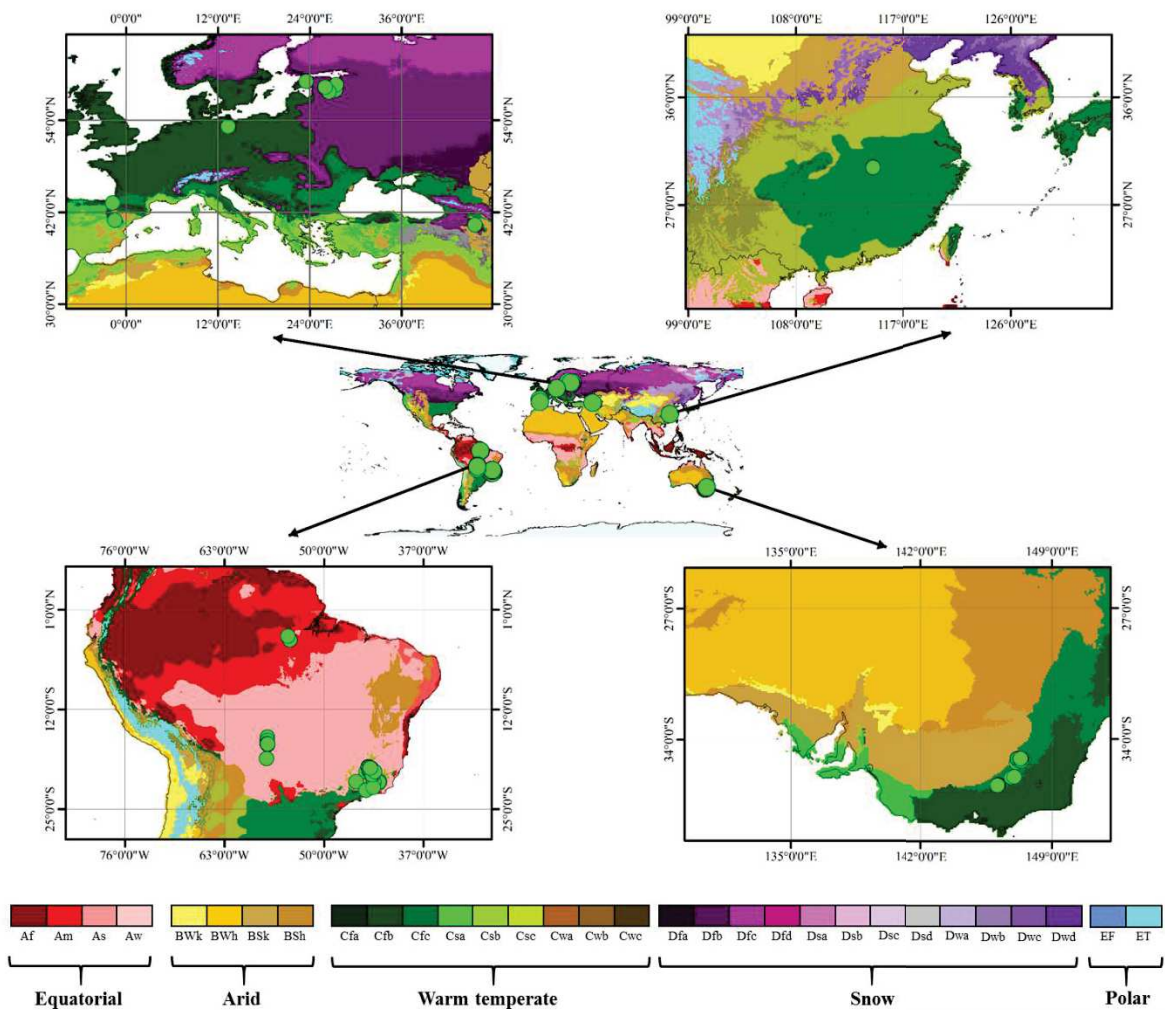 0°0'0" 12°0'0"E 24°0'0"E 36°0'0"E
54°0'0"N 54°0'0"N
42°0'0"N 42°0'0"N
30°0'0"N 30°0'0"N
0°0'0" 12°0'0"E 24°0'0"E 36°0'0"E
99°0'0"E 108°0'0"E 117°0'0"E 126°0'0"E
36°0'0"N 36°0'0"N
27°0'0"N 27°0'0"N
99°0'0"E 108°0'0"E 117°0'0"E 126°0'0"E
76°0'0"W 63°0'0"W 50°0'0"W 37°0'0"W
1°0'0"N 1°0'0"N
12°0'0"S 12°0'0"S
25°0'0"S 25°0'0"S
76°0'0"W 63°0'0"W 50°0'0"W 37°0'0"W
135°0'0"E 142°0'0"E 149°0'0"E
27°0'0"S 27°0'0"S
34°0'0"S 34°0'0"S
135°0'0"E 142°0'0"E 149°0'0"E
Af Am As Aw BWk BWh BSk BSh Cfa Cfb Cfc Csa Csb Csc Cwa Cwb Cwc Dfa Dfb Dfc Dfd Dsa Dsb Dsc Dsd Dwa Dwb Dwc Dwd EF ET
Equatorial Arid Warm temperate Snow Polar